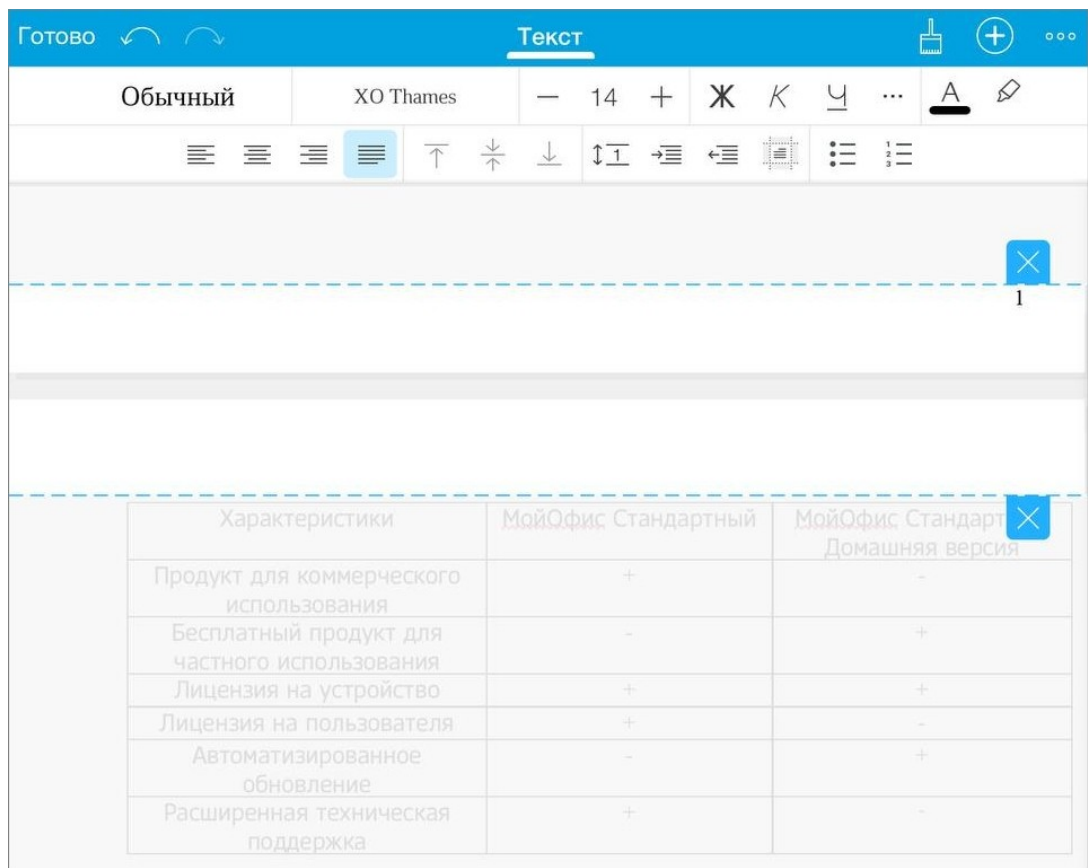 Готово
Текст
Обычный
XO Thames
14
Ж К Ч ... А
1
Характеристики
МойОфис Стандартный
МойОфис Стандарт
Домашняя версия
Продукт для коммерческого
использования
+
-
Бесплатный продукт для
частного использования
-
+
Лицензия на устройство
+
+
Лицензия на пользователя
+
-
Автоматизированное
обновление
-
+
Расширенная техническая
поддержка
+
-